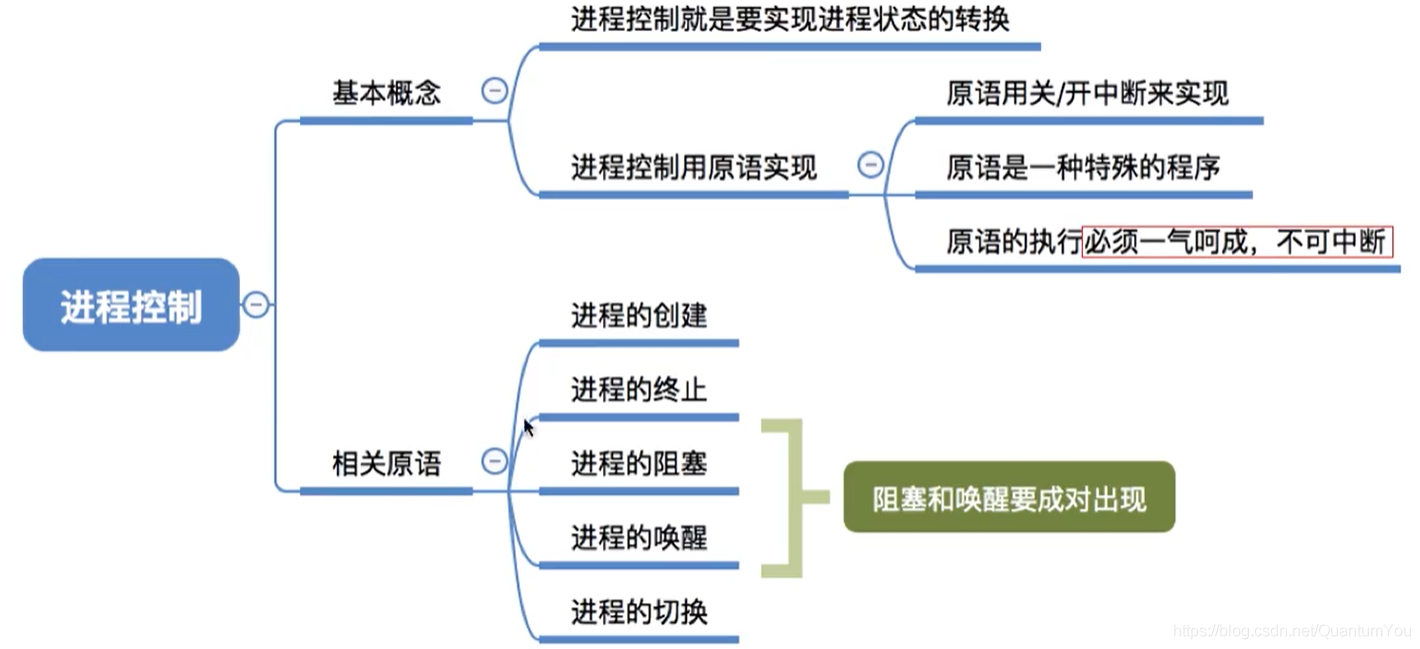 进程控制就是要实现进程状态的转换
基本概念
原语用关/开中断来实现
进程控制用原语实现
原语是一种特殊的程序
原语的执行必须一气呵成，不可中断
进程控制
进程的创建
进程的终止
相关原语
进程的阻塞
阻塞和唤醒要成对出现
进程的唤醒
进程的切换
https://blog.csdn.net/QuantumYou